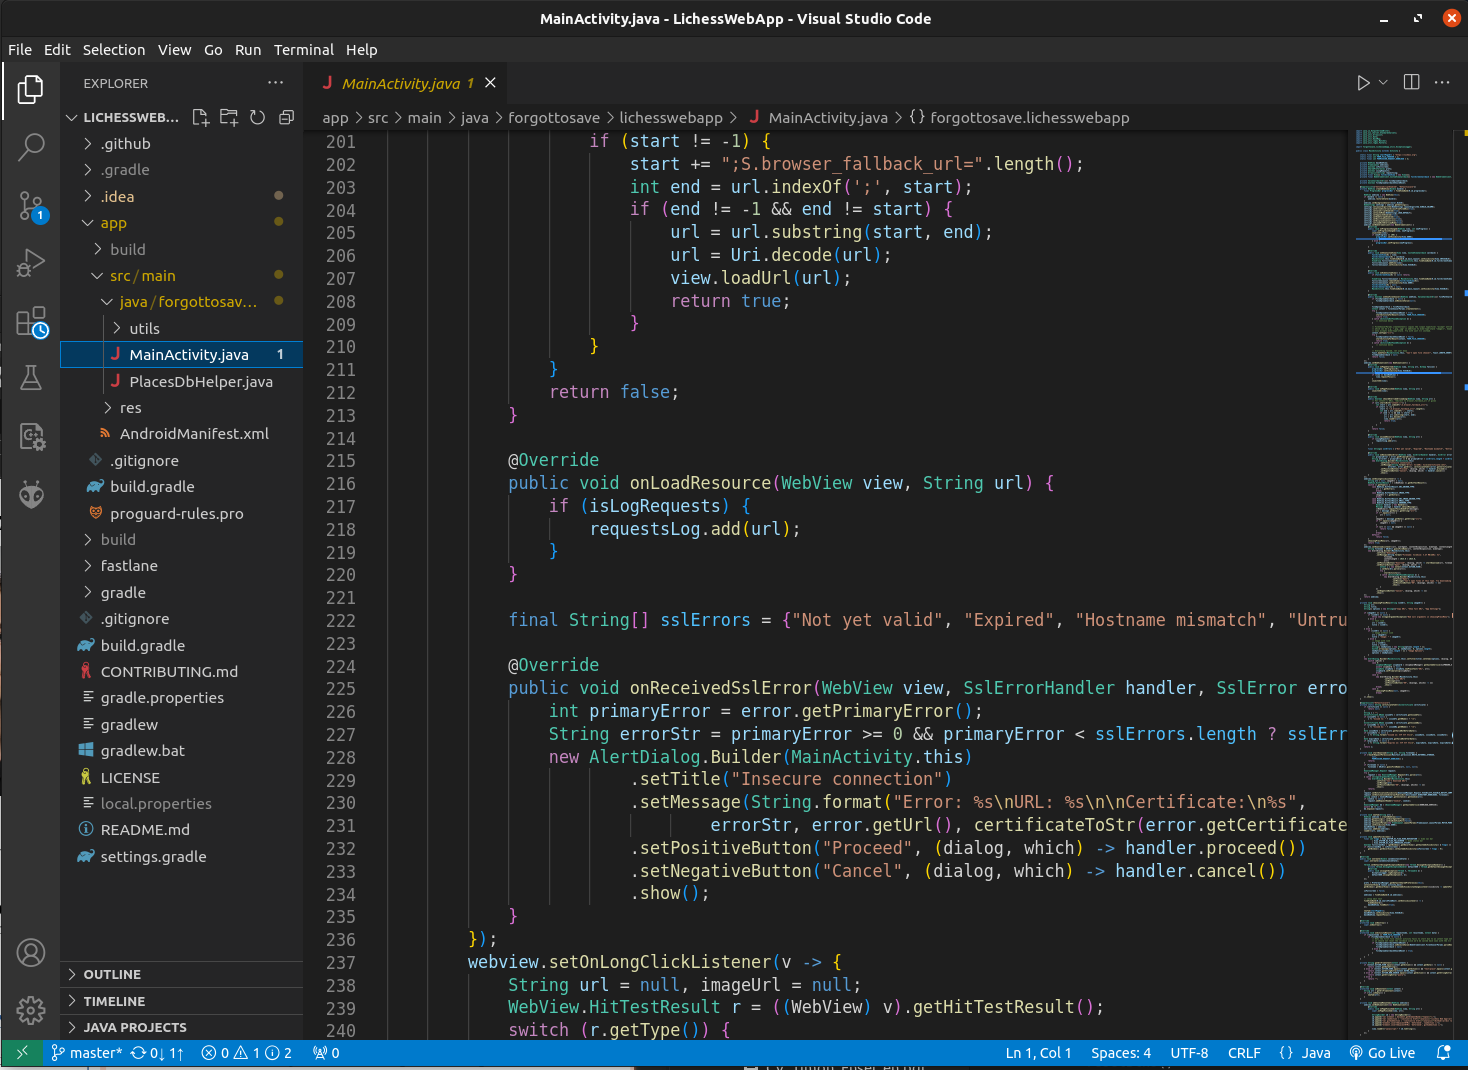 MainActivity.java - LichessWebApp - Visual Studio Code
File Edit Selection View Go Run Terminal Help
EXPLORER
MainActivity.java 1
LICHESSWEB...
app > src > main > java > forgottosave > lichesswebapp > J MainActivity.java > {} forgottosave.lichesswebapp
.github
.gradle
.idea
app
build
src/main
java/forgottosav...
utils
J MainActivity.java 1
J PlacesDbHelper.java
res
AndroidManifest.xml
.gitignore
build.gradle
proguard-rules.pro
build
fastlane
gradle
.gitignore
build.gradle
CONTRIBUTING.md
gradle.properties
gradlew
gradlew.bat
LICENSE
local.properties
README.md
settings.gradle
OUTLINE
TIMELINE
JAVA PROJECTS
201 if (start != -1) {
202 start += ";S.browser_fallback_url=".length();
203 int end = url.indexOf(';', start);
204 if (end != -1 && end != start) {
205 url = url.substring(start, end);
206 url = Uri.decode(url);
207 view.loadUrl(url);
208 return true;
209 }
210 }
211 }
212 return false;
213 }
214
215 @Override
216 public void onLoadResource(WebView view, String url) {
217 if (isLogRequests) {
218 requestsLog.add(url);
219 }
220 }
221
222 final String[] sslErrors = {"Not yet valid", "Expired", "Hostname mismatch", "Untru
223
224 @Override
225 public void onReceivedSslError(WebView view, SslErrorHandler handler, SslError erro
226 int primaryError = error.getPrimaryError();
227 String errorStr = primaryError >= 0 && primaryError < sslErrors.length ? sslErr
228 new AlertDialog.Builder(MainActivity.this)
229 .setTitle("Insecure connection")
230 .setMessage(String.format("Error: %s\nURL: %s\n\nCertificate:\n%s",
231 errorStr, error.getUrl(), certificateToStr(error.getCertificate
232 .setPositiveButton("Proceed", (dialog, which) -> handler.proceed())
233 .setNegativeButton("Cancel", (dialog, which) -> handler.cancel())
234 .show();
235 }
236 });
237 webview.setOnLongClickListener(v -> {
238 String url = null, imageUrl = null;
239 WebView.HitTestResult r = ((WebView) v).getHitTestResult();
240 switch (r.getType()) {
master* 0↓ 1↑ 0 1 2 0 Ln 1, Col 1 Spaces: 4 UTF-8 CRLF {} Java Go Live